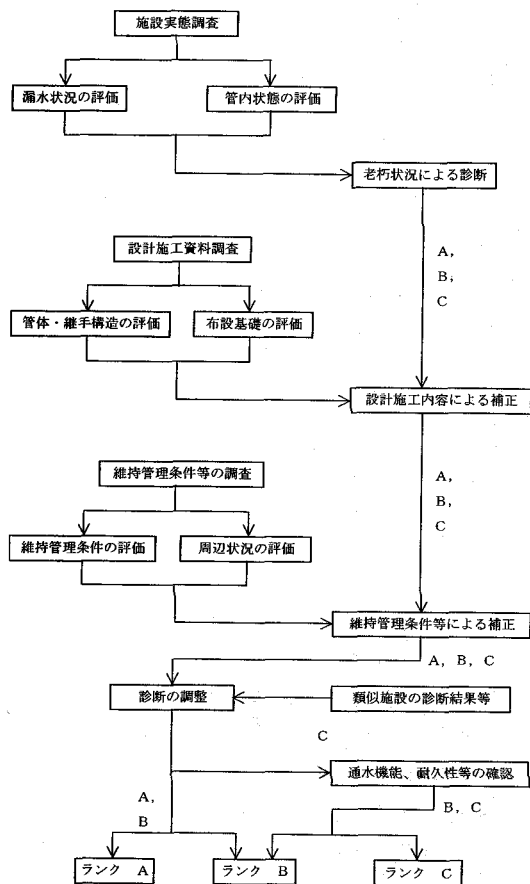 施設実態調査
漏水状況の評価
管内状態の評価
老朽状況による診断
A,
B,
C
設計施工資料調査
管体・継手構造の評価
布設基礎の評価
設計施工内容による補正
A,
B,
C
維持管理条件等の調査
維持管理条件の評価
周辺状況の評価
維持管理条件等による補正
A, B, C
診断の調整
類似施設の診断結果等
C
通水機能、耐久性等の確認
A,
B
B, C
ランク A
ランク B
ランク C